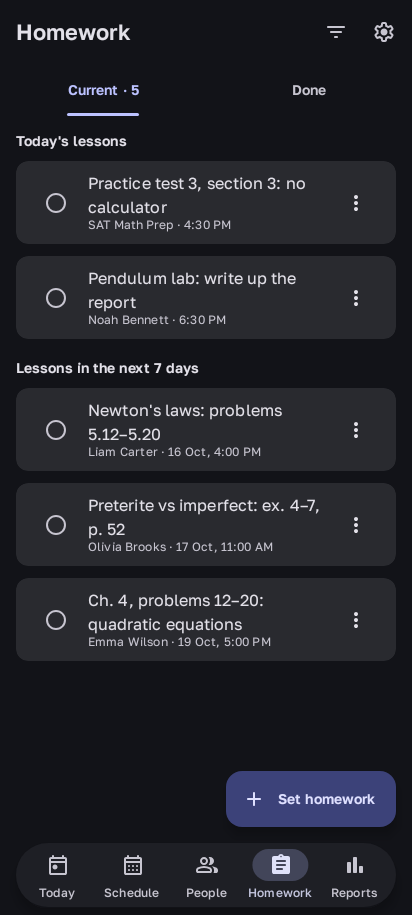 Homework
Current · 5
Done
Today's lessons
Practice test 3, section 3: no
calculator
SAT Math Prep · 4:30 PM
Pendulum lab: write up the
report
Noah Bennett · 6:30 PM
Lessons in the next 7 days
Newton's laws: problems
5.12–5.20
Liam Carter · 16 Oct, 4:00 PM
Preterite vs imperfect: ex. 4–7,
p. 52
Olivia Brooks · 17 Oct, 11:00 AM
Ch. 4, problems 12–20:
quadratic equations
Emma Wilson · 19 Oct, 5:00 PM
Set homework
Today
Schedule
People
Homework
Reports